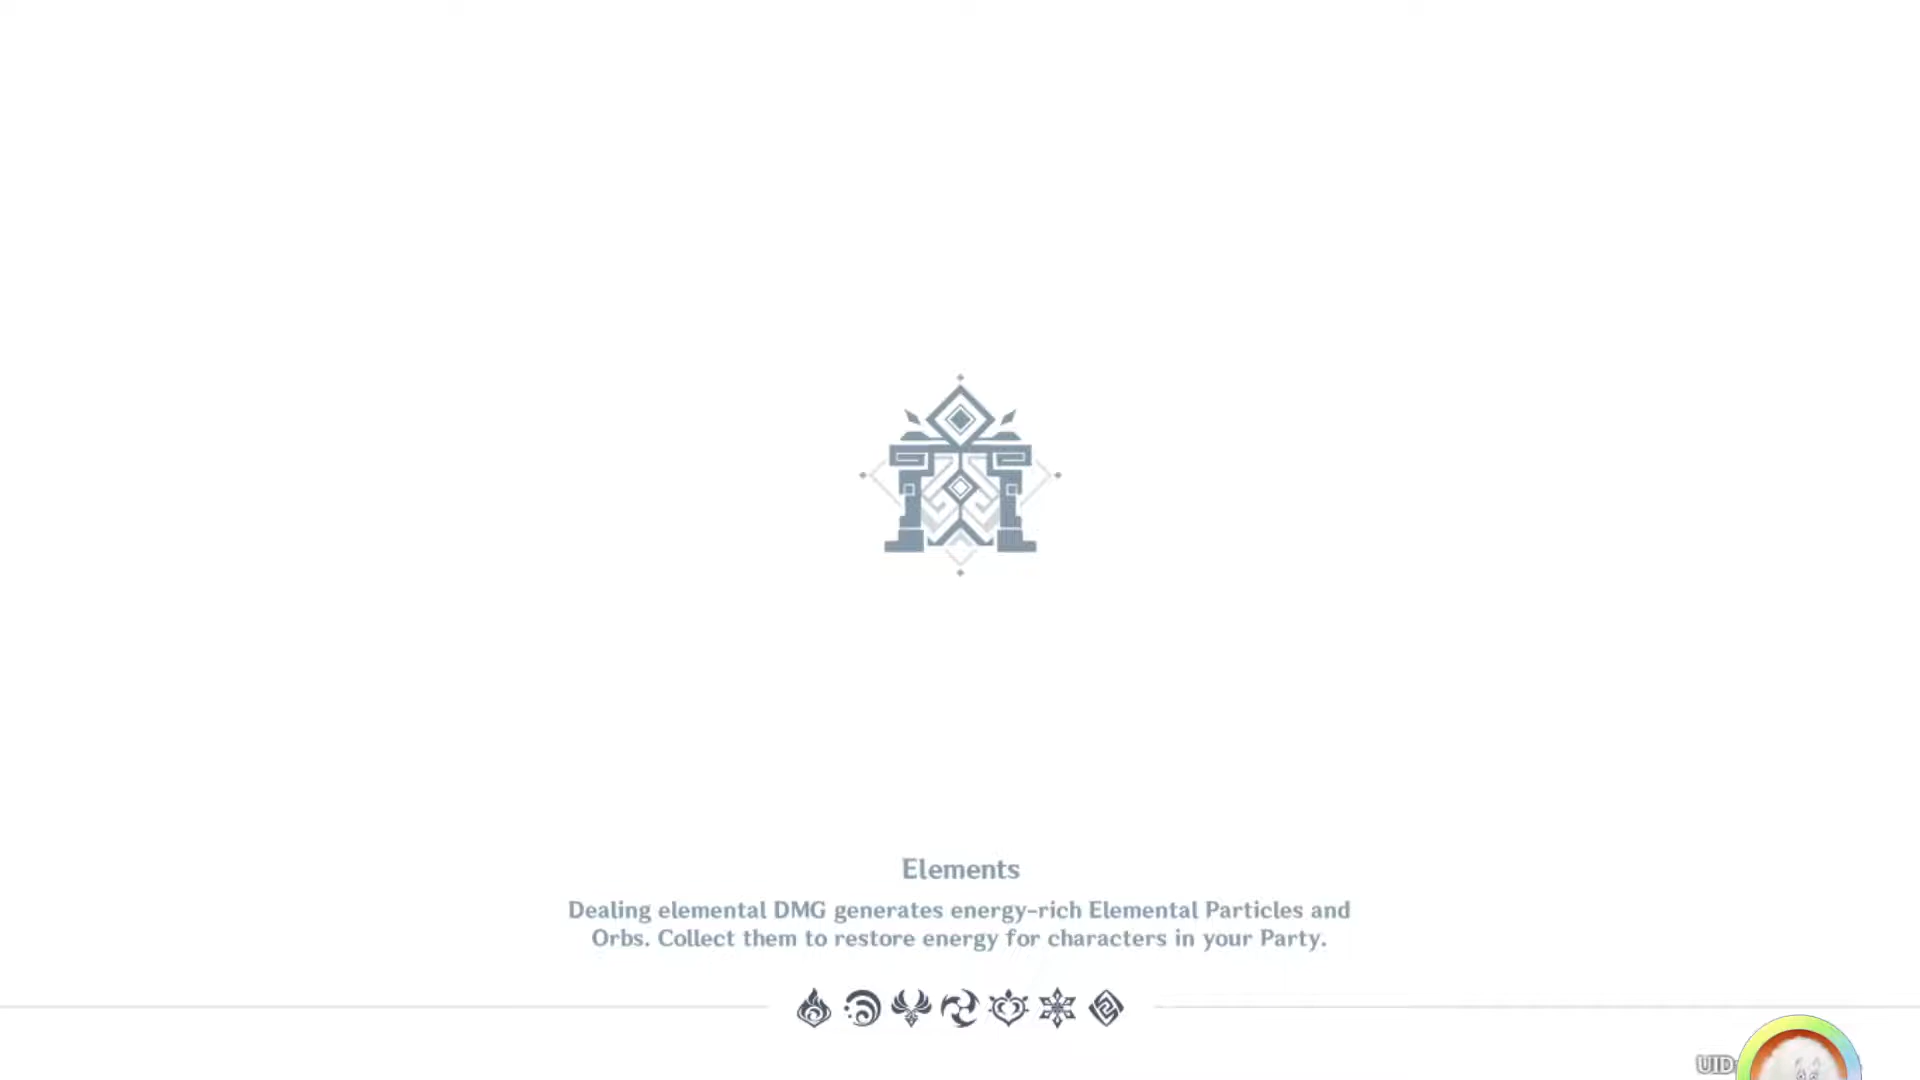 Elements
Dealing elemental DMG generates energy-rich Elemental Particles and
Orbs. Collect them to restore energy for characters in your Party.
UID